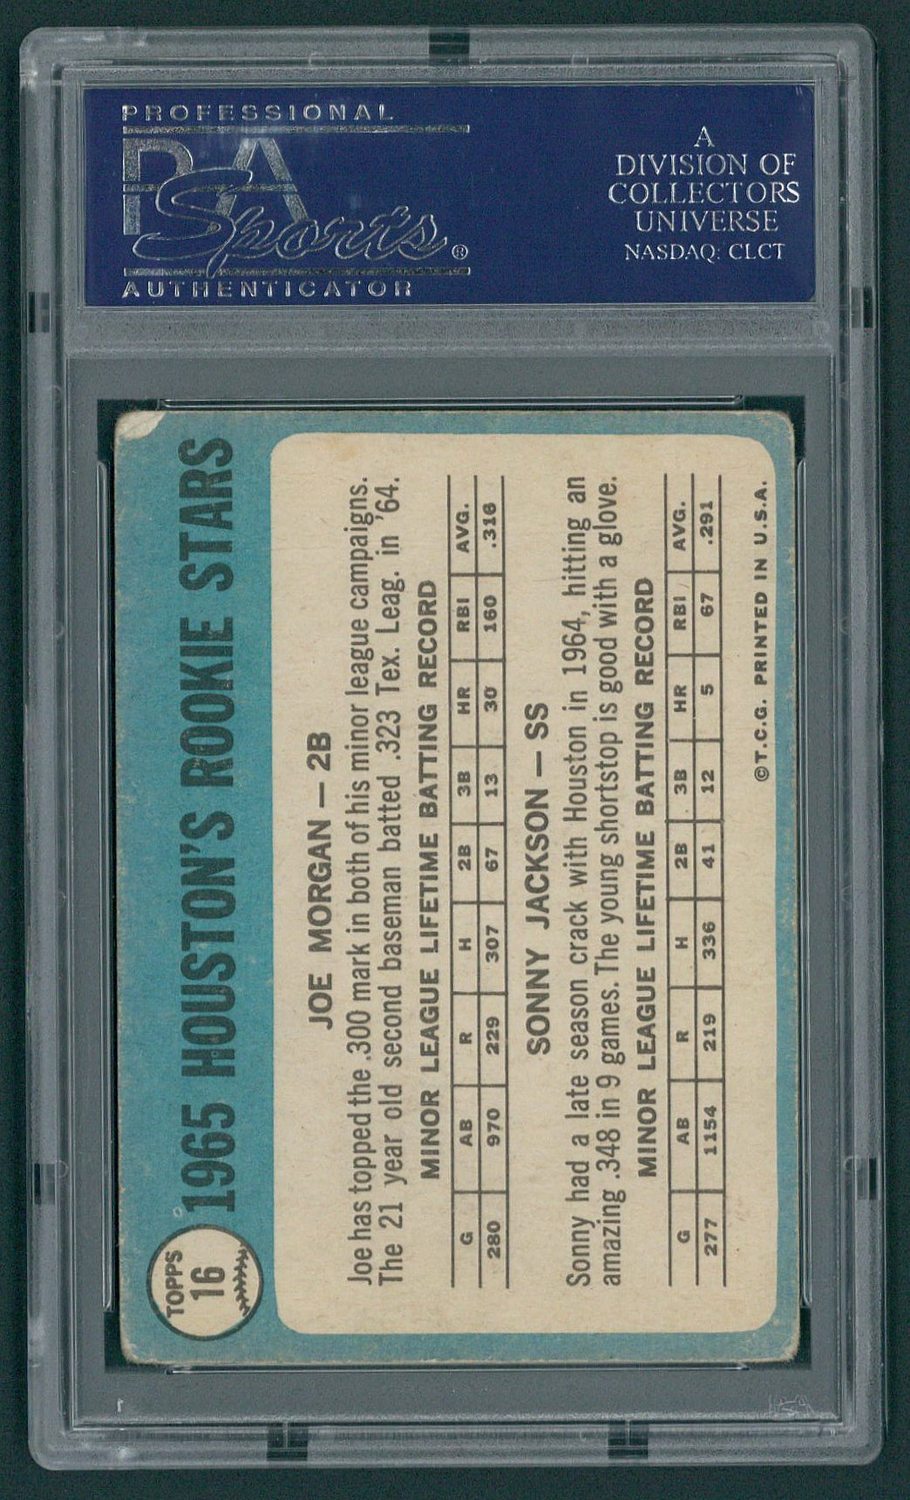 PROFESSIONAL
PSA
Sports®
AUTHENTICATOR
A
DIVISION OF
COLLECTORS
UNIVERSE
NASDAQ: CLCT
TOPPS
16
1965 HOUSTON'S ROOKIE STARS
JOE MORGAN — 2B
Joe has topped the .300 mark in both of his minor league campaigns.
The 21 year old second baseman batted .323 Tex. Leag. in '64.
MINOR LEAGUE LIFETIME BATTING RECORD
G AB R H 2B 3B HR RBI AVG.
280 970 229 307 67 13 30 160 .316
SONNY JACKSON — SS
Sonny had a late season crack with Houston in 1964, hitting an
amazing .348 in 9 games. The young shortstop is good with a glove.
MINOR LEAGUE LIFETIME BATTING RECORD
G AB R H 2B 3B HR RBI AVG.
277 1154 219 336 41 12 5 67 .291
©T.C.G. PRINTED IN U.S.A.